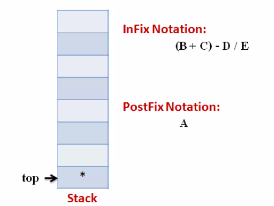 InFix Notation:
(B + C) - D / E
PostFix Notation:
A
top
*
Stack